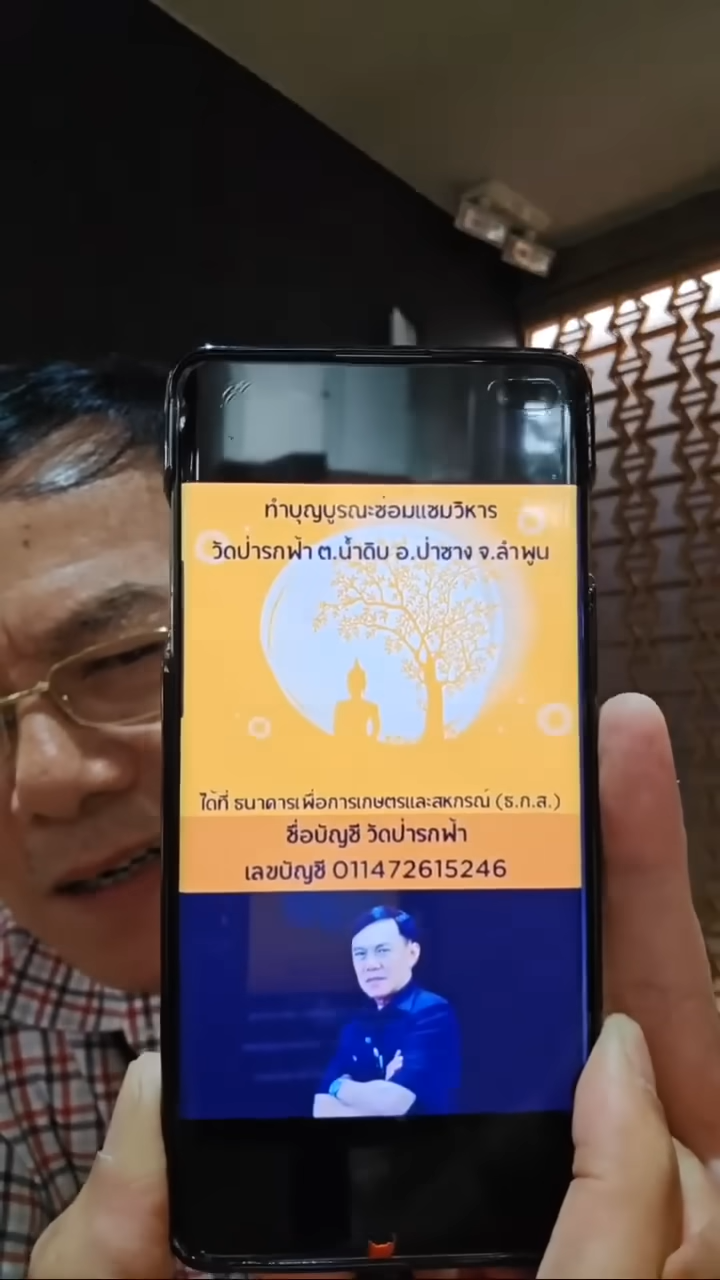 ทำบุญบูรณะซ่อมแซมวิหาร
วัดป่ารกฟ้า ต.น้ำดิบ อ.ป่าซาง จ.ลำพูน
ได้ที่ ธนาคารเพื่อการเกษตรและสหกรณ์ (ธ.ก.ส.)
ชื่อบัญชี วัดป่ารกฟ้า
เลขบัญชี 011472615246